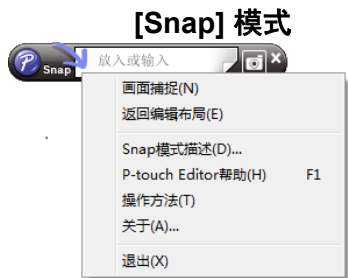 [Snap] 模式
P Snap 放入或输入
画面捕捉(N)
返回编辑布局(E)
Snap模式描述(D)...
P-touch Editor帮助(H) F1
操作方法(T)
关于(A)...
退出(X)